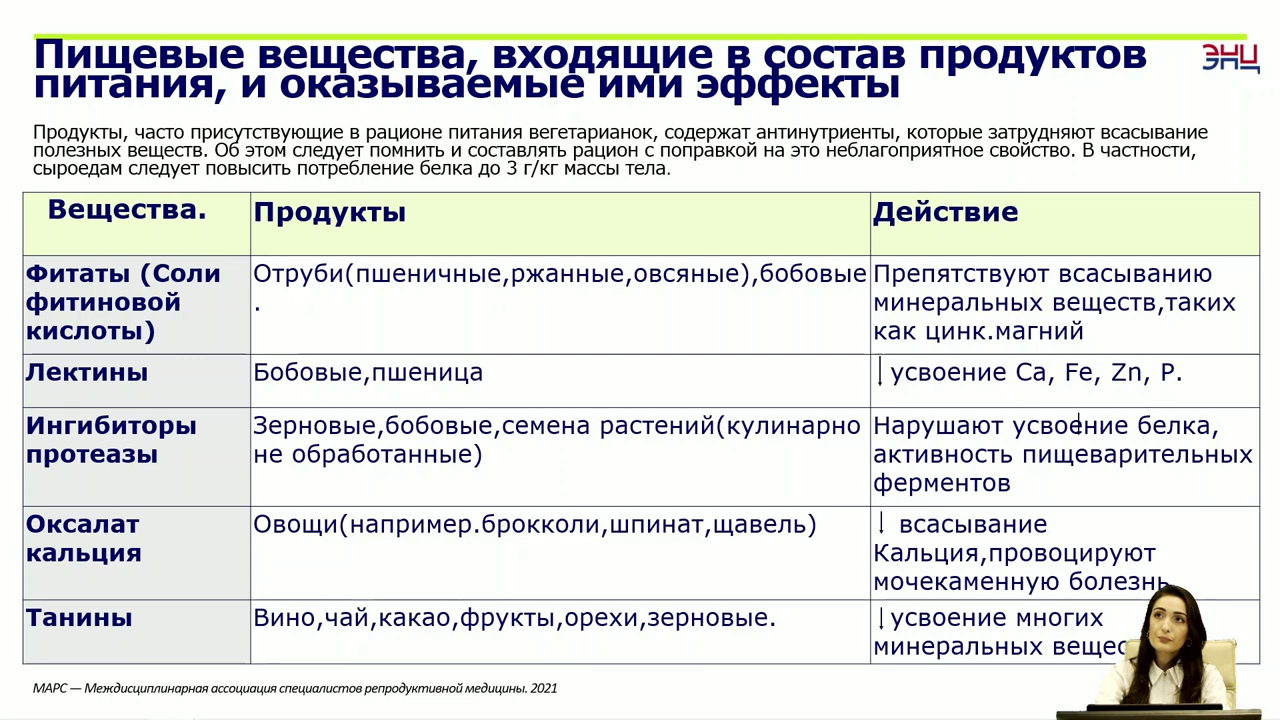 Пищевые вещества, входящие в состав продуктов
питания, и оказываемые ими эффекты
ЭНЦ
Продукты, часто присутствующие в рационе питания вегетарианок, содержат антинутриенты, которые затрудняют всасывание
полезных веществ. Об этом следует помнить и составлять рацион с поправкой на это неблагоприятное свойство. В частности,
сыроедам следует повысить потребление белка до 3 г/кг массы тела.
Вещества.
Продукты
Действие
Фитаты (Соли
фитиновой
кислоты)
Отруби(пшеничные,ржанные,овсяные),бобовые
.
Препятствуют всасыванию
минеральных веществ,таких
как цинк.магний
Лектины
Бобовые,пшеница
↓усвоение Ca, Fe, Zn, P.
Ингибиторы
протеазы
Зерновые,бобовые,семена растений(кулинарно
не обработанные)
Нарушают усвоение белка,
активность пищеварительных
ферментов
Оксалат
кальция
Овощи(например.брокколи,шпинат,щавель)
↓ всасывание
Кальция,провоцируют
мочекаменную болезнь
Танины
Вино,чай,какао,фрукты,орехи,зерновые.
↓усвоение многих
минеральных
МАРС — Междисциплинарная ассоциация специалистов репродуктивной медицины. 2021